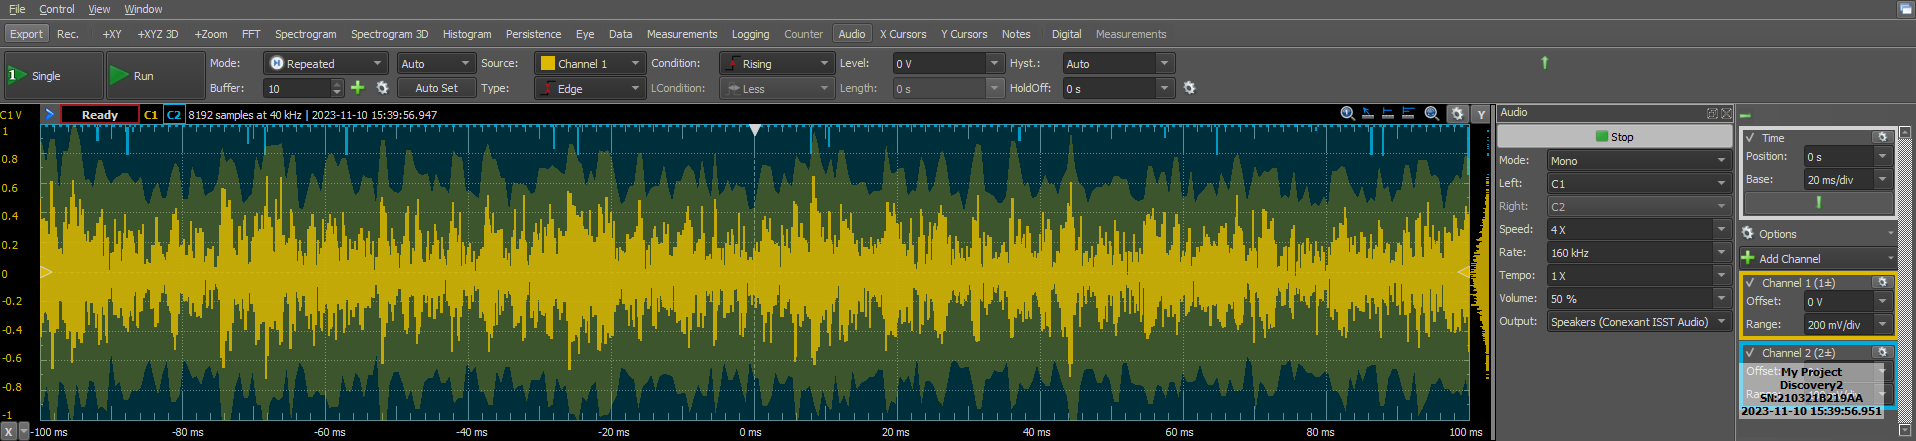 File Control View Window
Export Rec. +XY +XYZ 3D +Zoom FFT Spectrogram Spectrogram 3D Histogram Persistence Eye Data Measurements Logging Counter Audio X Cursors Y Cursors Notes Digital Measurements
1 Single Run Mode: Repeated Auto Source: Channel 1 Condition: Rising Level: 0 V Hyst.: Auto
Buffer: 10 Auto Set Type: Edge LCondition: Less Length: 0 s HoldOff: 0 s
C1 V Ready C1 C2 8192 samples at 40 kHz | 2023-11-10 15:39:56.947 Y
1
0.8
0.6
0.4
0.2
0
-0.2
-0.4
-0.6
-0.8
-1
X -100 ms -80 ms -60 ms -40 ms -20 ms 0 ms 20 ms 40 ms 60 ms 80 ms 100 ms
Audio
Stop
Mode: Mono
Left: C1
Right: C2
Speed: 4 X
Rate: 160 kHz
Tempo: 1 X
Volume: 50 %
Output: Speakers (Conexant ISST Audio)
Time
Position: 0 s
Base: 20 ms/div
Options
Add Channel
Channel 1 (1±)
Offset: 0 V
Range: 200 mV/div
Channel 2 (2±)
My Project
Discovery2
SN:210321B219AA
2023-11-10 15:39:56.951